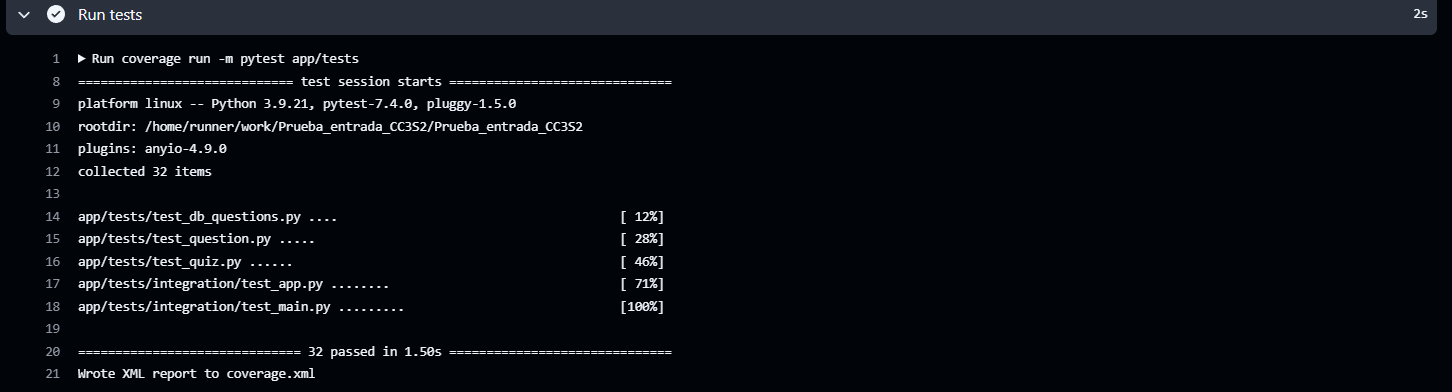 Run tests 2s
1 Run coverage run -m pytest app/tests
8 ============================= test session starts ==============================
9 platform linux -- Python 3.9.21, pytest-7.4.0, pluggy-1.5.0
10 rootdir: /home/runner/work/Prueba_entrada_CC3S2/Prueba_entrada_CC3S2
11 plugins: anyio-4.9.0
12 collected 32 items
13
14 app/tests/test_db_questions.py .... [ 12%]
15 app/tests/test_question.py ..... [ 28%]
16 app/tests/test_quiz.py ...... [ 46%]
17 app/tests/integration/test_app.py ........ [ 71%]
18 app/tests/integration/test_main.py ......... [100%]
19
20 ============================== 32 passed in 1.50s ==============================
21 Wrote XML report to coverage.xml